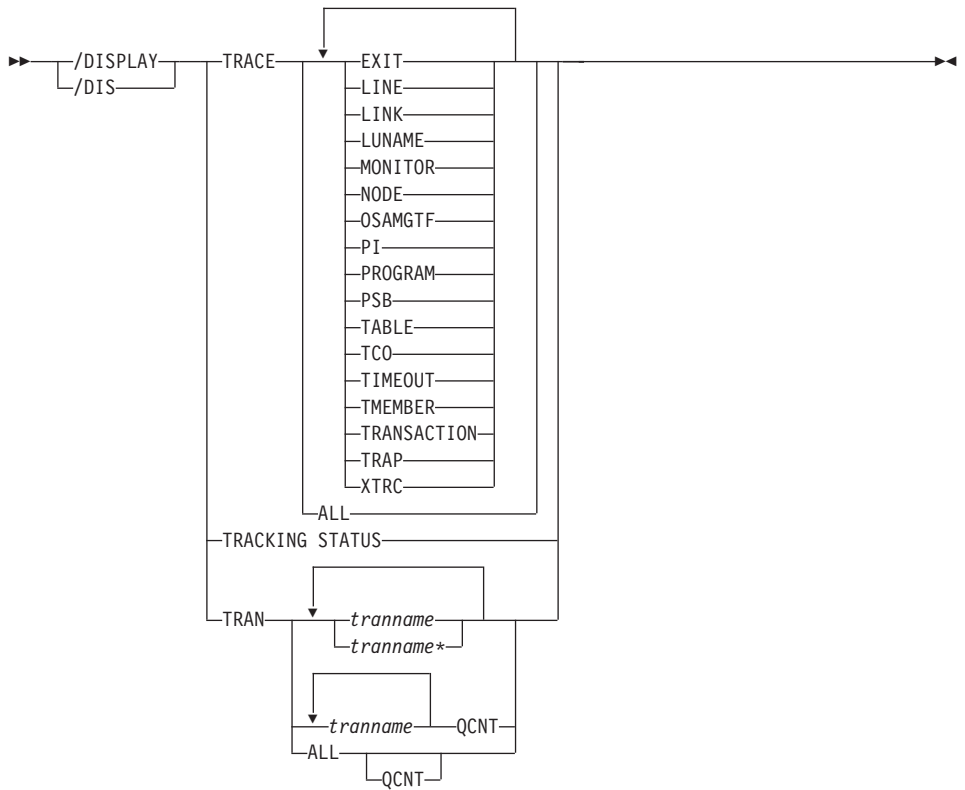 /DISPLAY TRACE EXIT
/DIS LINE
LINK
LUNAME
MONITOR
NODE
OSAMGTF
PI
PROGRAM
PSB
TABLE
TCO
TIMEOUT
TMEMBER
TRANSACTION
TRAP
XTRC
ALL
TRACKING STATUS
TRAN tranname
tranname*
tranname QCNT
ALL
QCNT